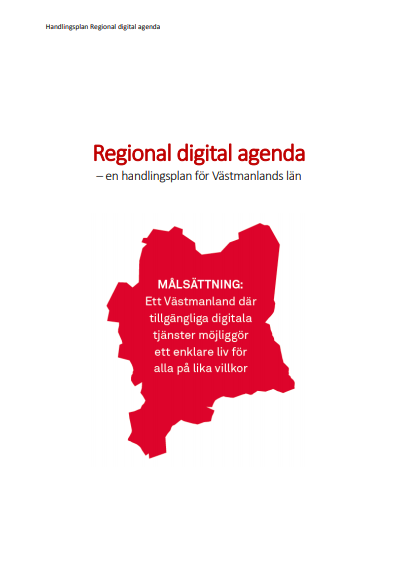 Handlingsplan Regional digital agenda
Regional digital agenda
– en handlingsplan för Västmanlands län
MÅLSÄTTNING:
Ett Västmanland där
tillgängliga digitala
tjänster möjliggör
ett enklare liv för
alla på lika villkor